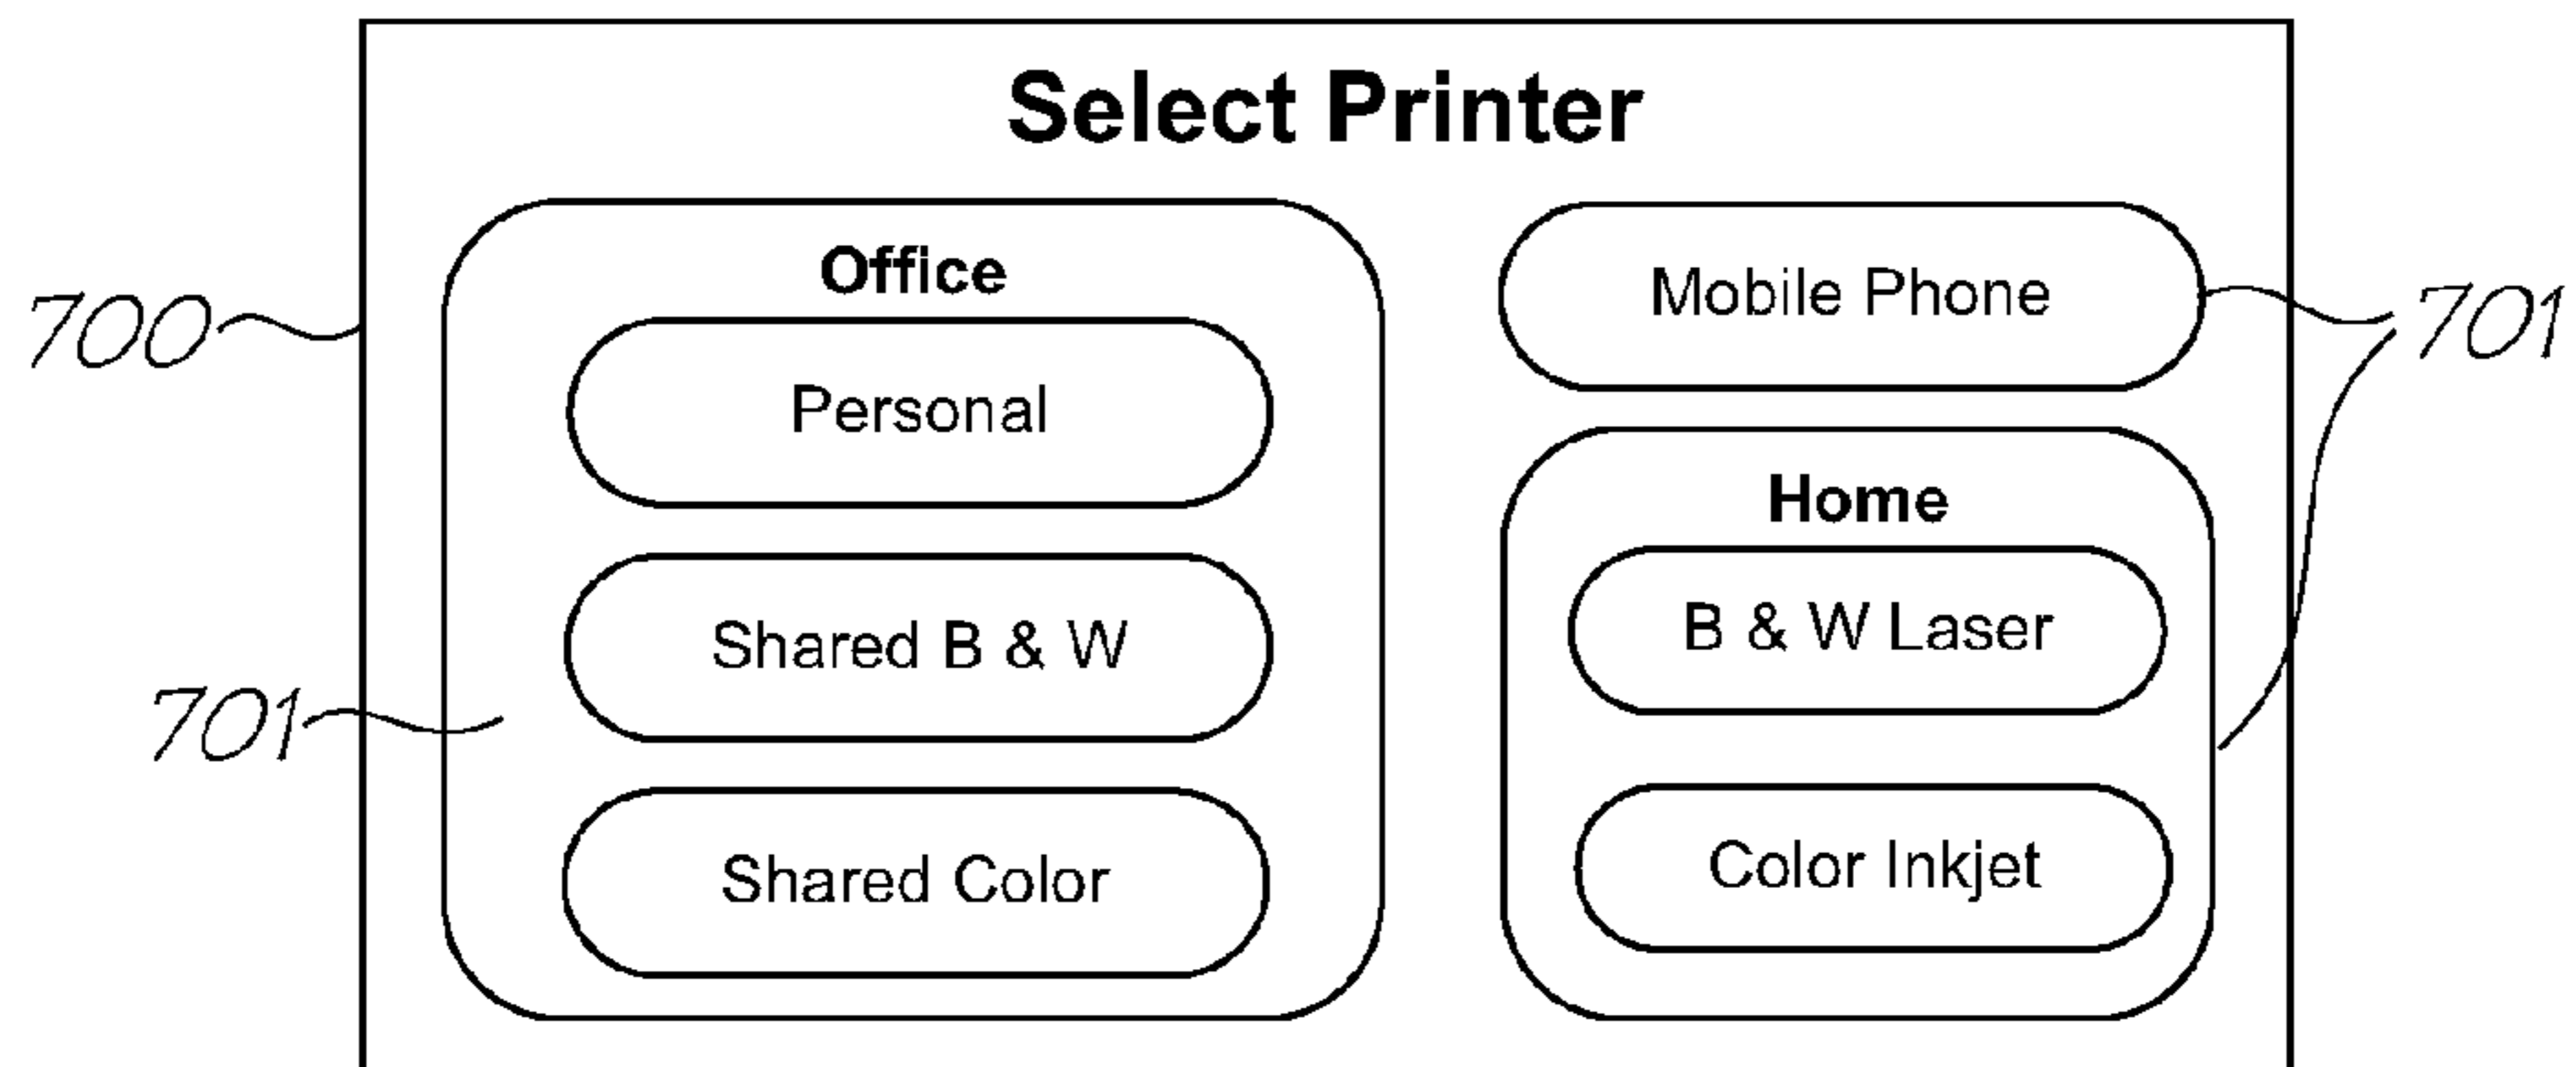 Select Printer
Office
Personal
Shared B & W
Shared Color
Mobile Phone
Home
B & W Laser
Color Inkjet
700
701
701